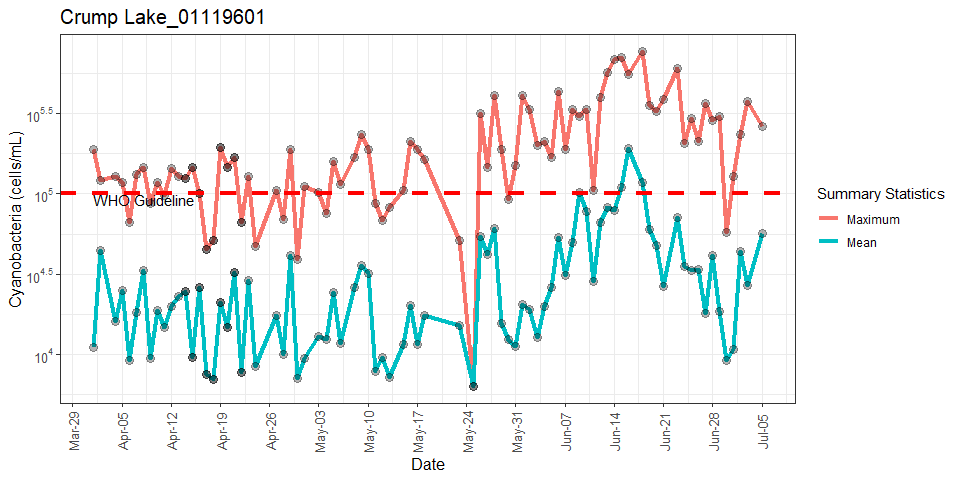 Crump Lake_01119601
Cyanobacteria (cells/mL)
10^5.5
10^5
10^4.5
10^4
WHO Guideline
Mar-29
Apr-05
Apr-12
Apr-19
Apr-26
May-03
May-10
May-17
May-24
May-31
Jun-07
Jun-14
Jun-21
Jun-28
Jul-05
Date
Summary Statistics
Maximum
Mean